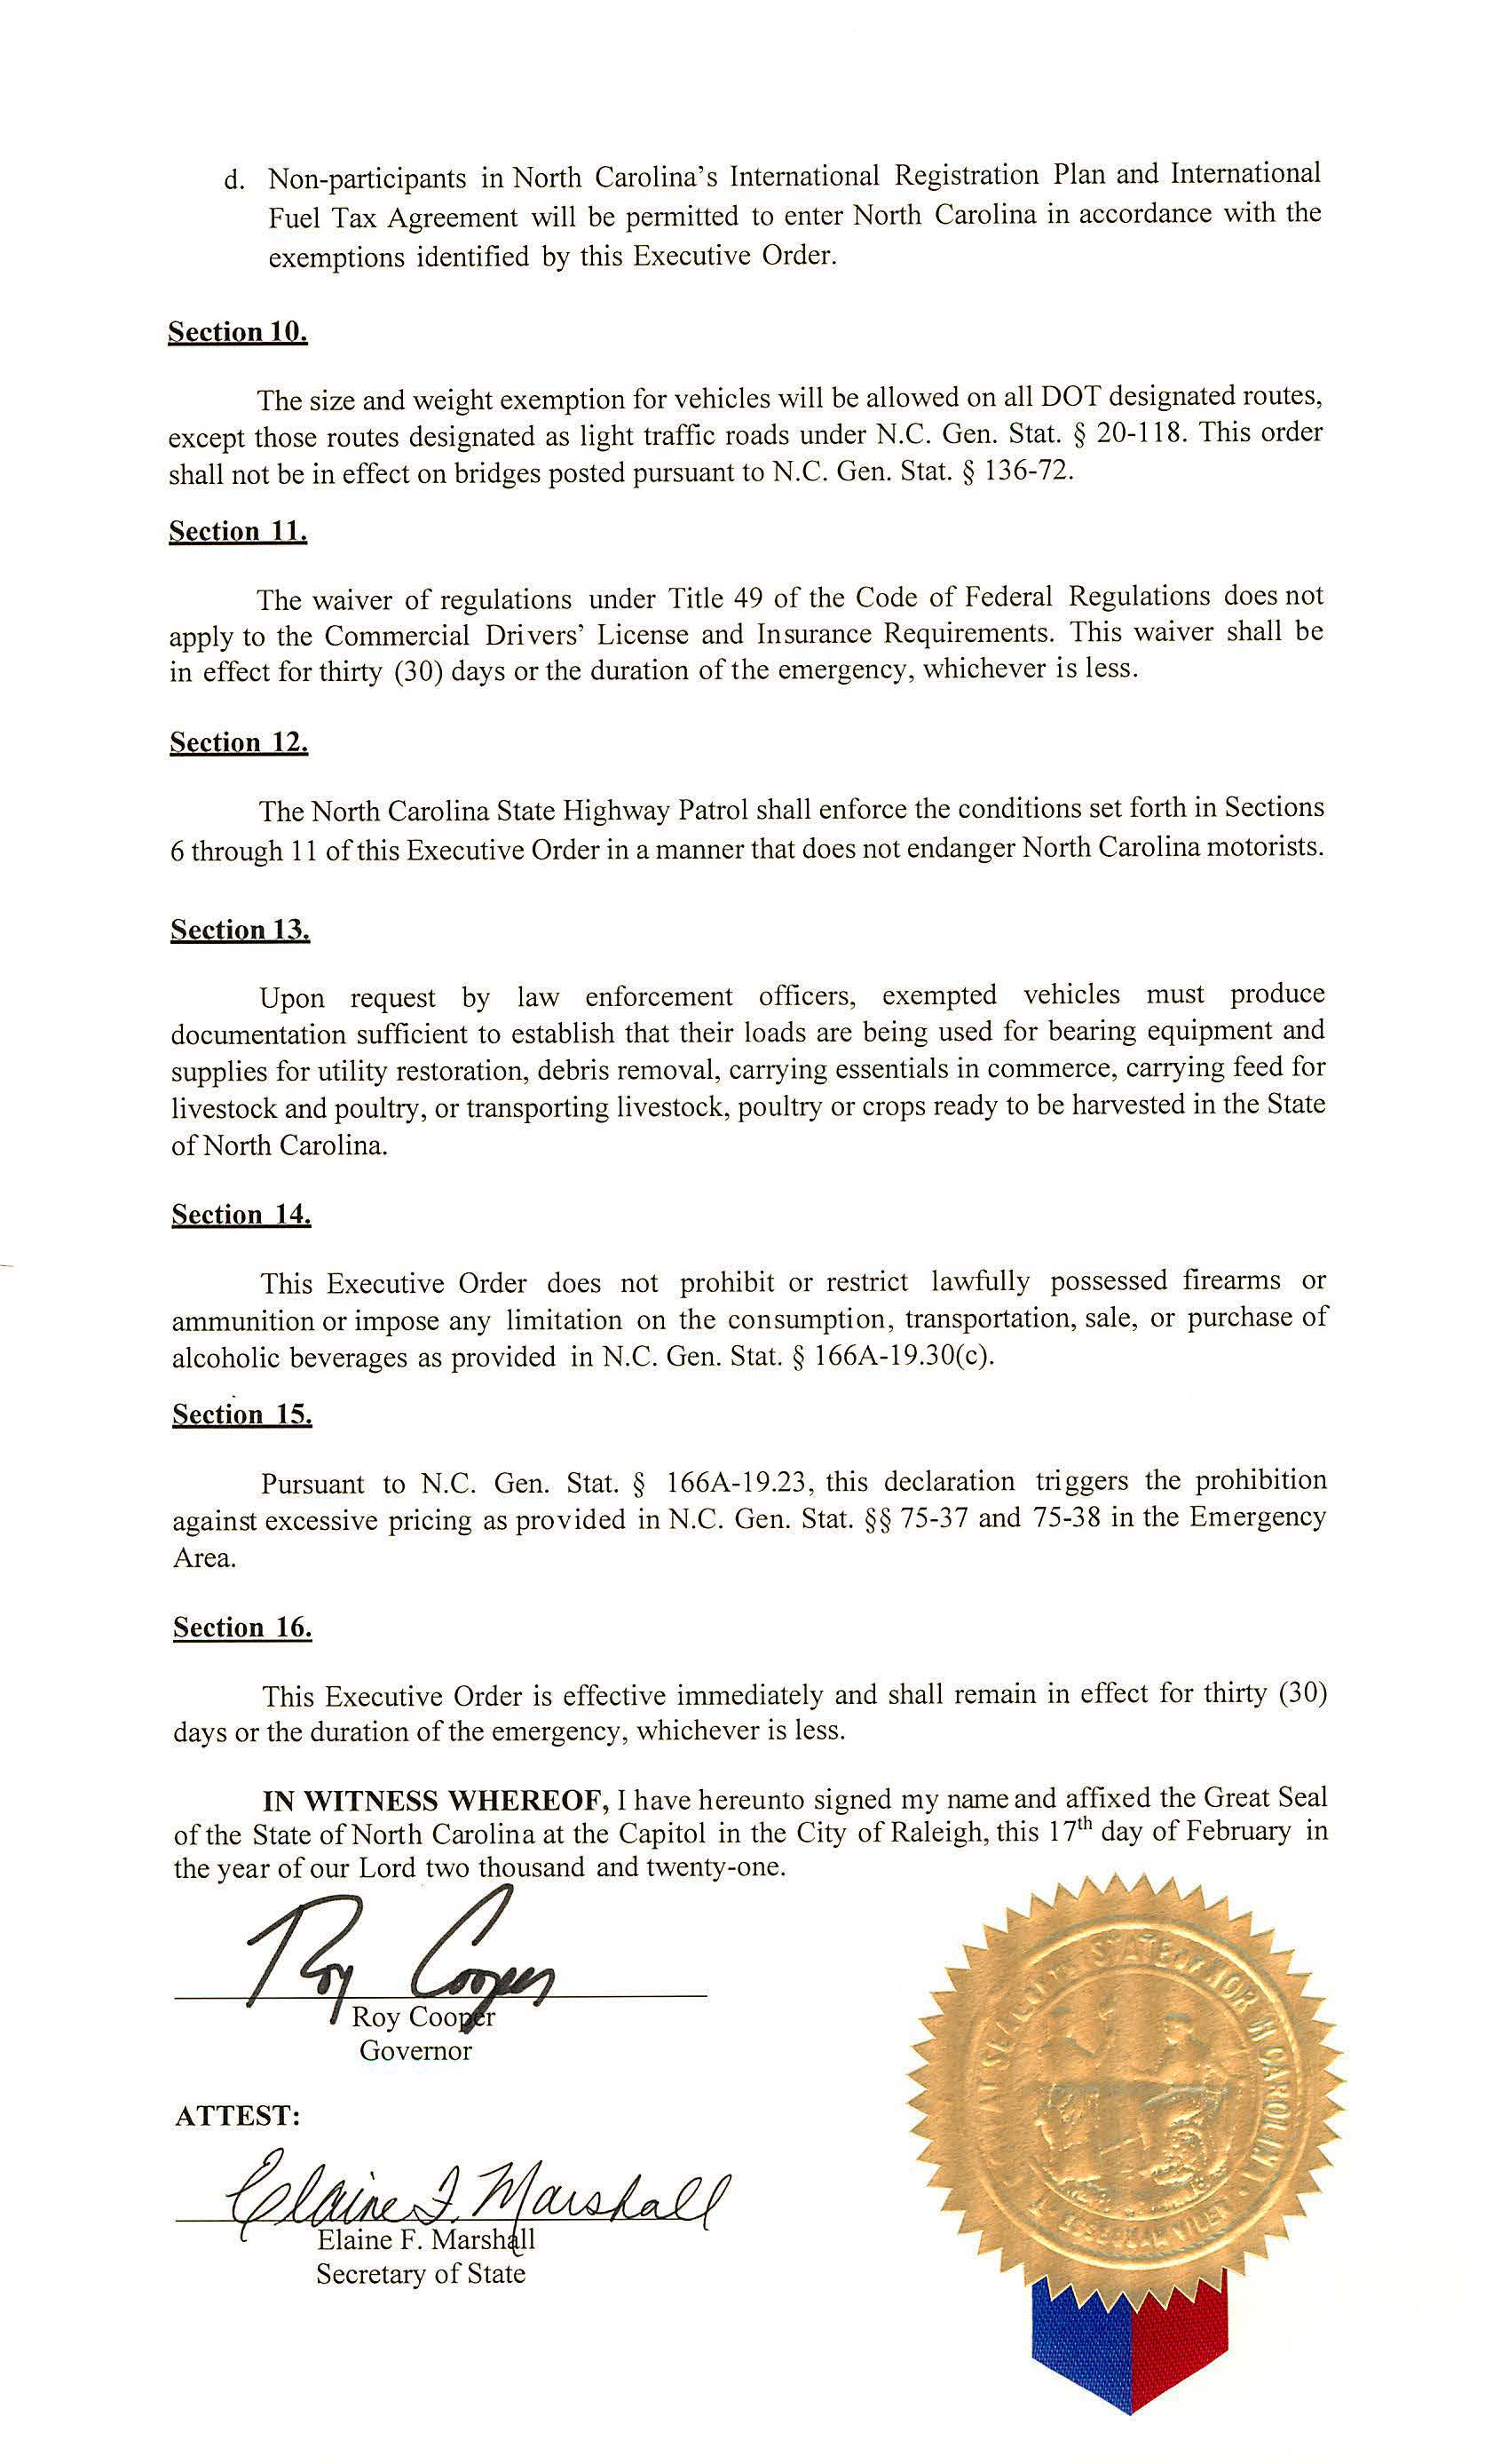 d. Non-participants in North Carolina's International Registration Plan and International
Fuel Tax Agreement will be permitted to enter North Carolina in accordance with the
exemptions identified by this Executive Order.
Section 10.
The size and weight exemption for vehicles will be allowed on all DOT designated routes,
except those routes designated as light traffic roads under N.C. Gen. Stat. § 20-118. This order
shall not be in effect on bridges posted pursuant to N.C. Gen. Stat. § 136-72.
Section 11.
The waiver of regulations under Title 49 of the Code of Federal Regulations does not
apply to the Commercial Drivers' License and Insurance Requirements. This waiver shall be
in effect for thirty (30) days or the duration of the emergency, whichever is less.
Section 12.
The North Carolina State Highway Patrol shall enforce the conditions set forth in Sections
6 through 11 of this Executive Order in a manner that does not endanger North Carolina motorists.
Section 13.
Upon request by law enforcement officers, exempted vehicles must produce
documentation sufficient to establish that their loads are being used for bearing equipment and
supplies for utility restoration, debris removal, carrying essentials in commerce, carrying feed for
livestock and poultry, or transporting livestock, poultry or crops ready to be harvested in the State
of North Carolina.
Section 14.
This Executive Order does not prohibit or restrict lawfully possessed firearms or
ammunition or impose any limitation on the consumption, transportation, sale, or purchase of
alcoholic beverages as provided in N.C. Gen. Stat. § 166A-19.30(c).
Section 15.
Pursuant to N.C. Gen. Stat. § 166A-19.23, this declaration triggers the prohibition
against excessive pricing as provided in N.C. Gen. Stat. §§ 75-37 and 75-38 in the Emergency
Area.
Section 16.
This Executive Order is effective immediately and shall remain in effect for thirty (30)
days or the duration of the emergency, whichever is less.
IN WITNESS WHEREOF, I have hereunto signed my name and affixed the Great Seal
of the State of North Carolina at the Capitol in the City of Raleigh, this 17th day of February in
the year of our Lord two thousand and twenty-one.
Roy Cooper
Roy Cooper
Governor
ATTEST:
Elaine F. Marshall
Elaine F. Marshall
Secretary of State
SEAL OF THE STATE OF NORTH CAROLINA